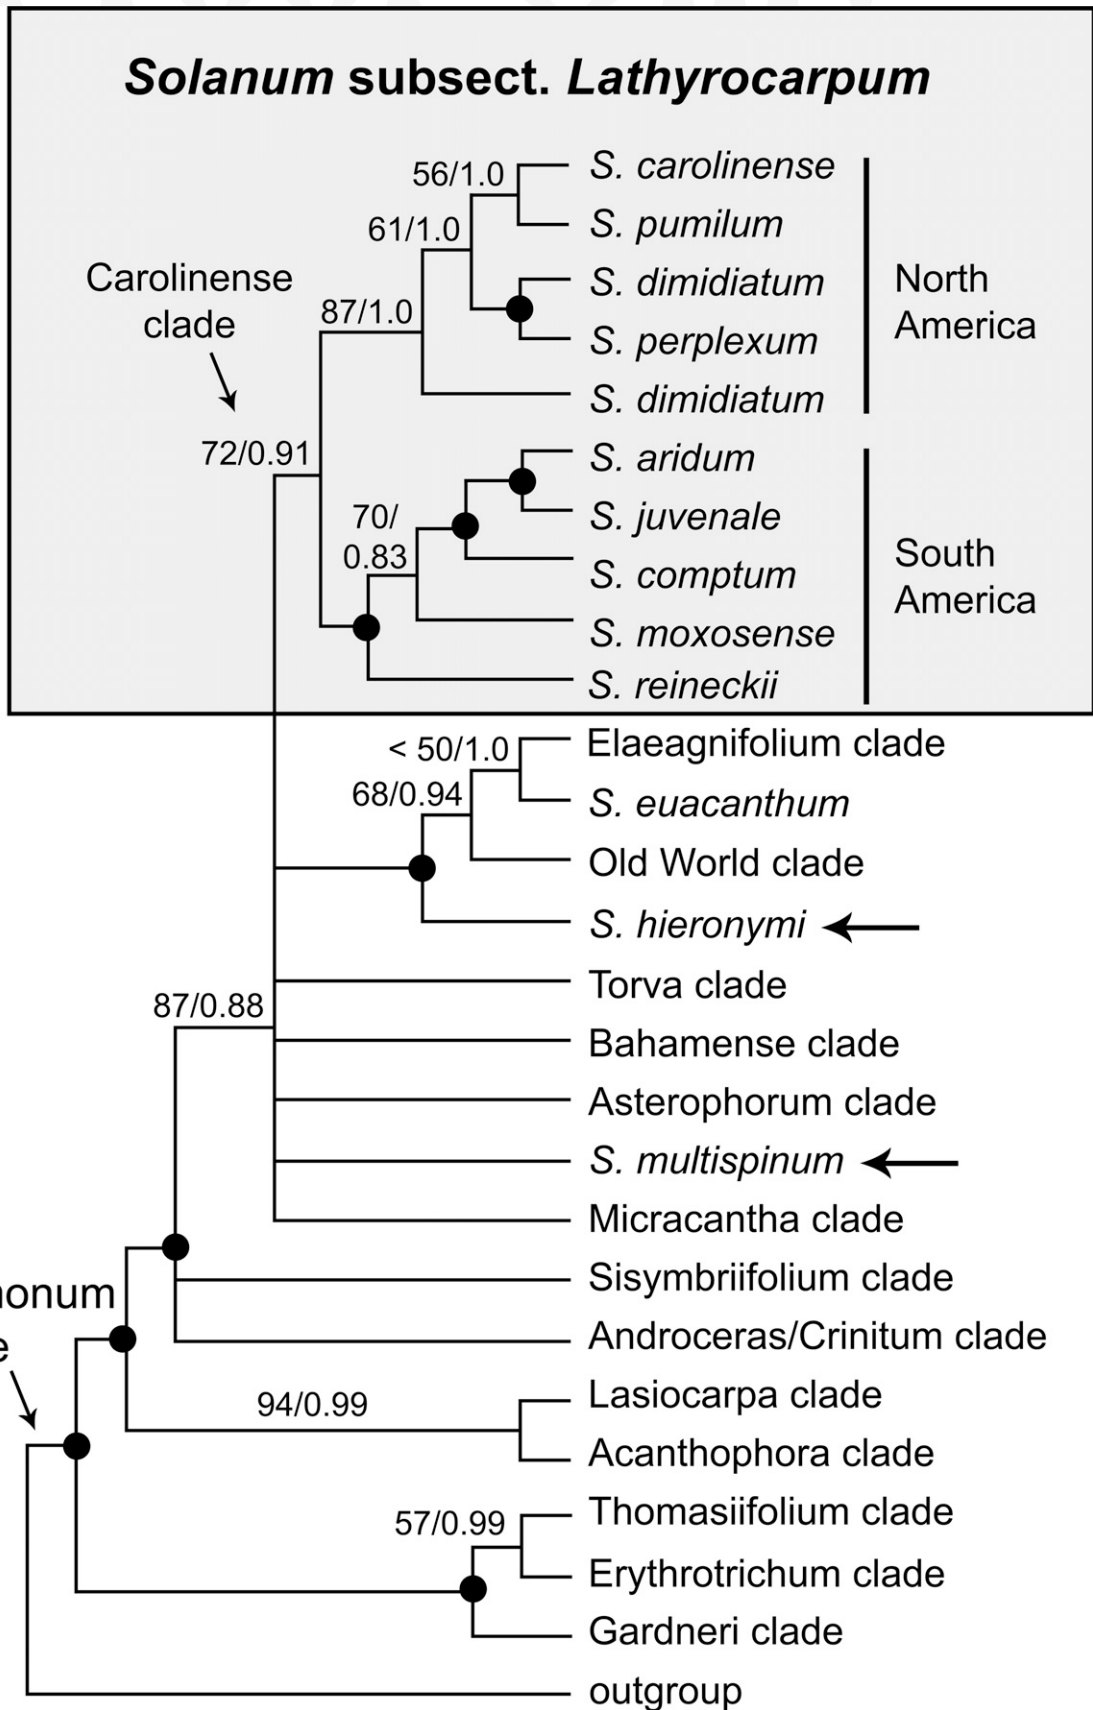 Solanum subsect. Lathyrocarpum
56/1.0
S. carolinense
61/1.0
S. pumilum
Carolinense
clade
S. dimidiatum
North
America
87/1.0
S. perplexum
S. dimidiatum
72/0.91
S. aridum
70/
0.83
S. juvenale
South
America
S. comptum
S. moxosense
S. reineckii
< 50/1.0
Elaeagnifolium clade
68/0.94
S. euacanthum
Old World clade
S. hieronymi
Torva clade
87/0.88
Bahamense clade
Asterophorum clade
S. multispinum
Micracantha clade
Sisymbriifolium clade
Androceras/Crinitum clade
94/0.99
Lasiocarpa clade
Acanthophora clade
57/0.99
Thomasiifolium clade
Erythrotrichum clade
Gardneri clade
outgroup